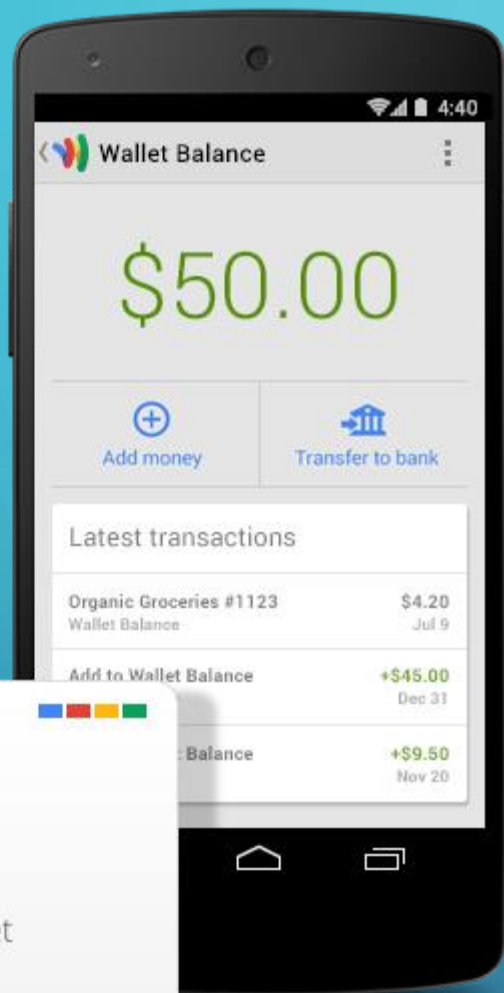 4:40
Wallet Balance
$50.00
Add money Transfer to bank
Latest transactions
Organic Groceries #1123 $4.20
Wallet Balance Jul 9
Add to Wallet Balance +$45.00
Dec 31
Balance +$9.50
Nov 20